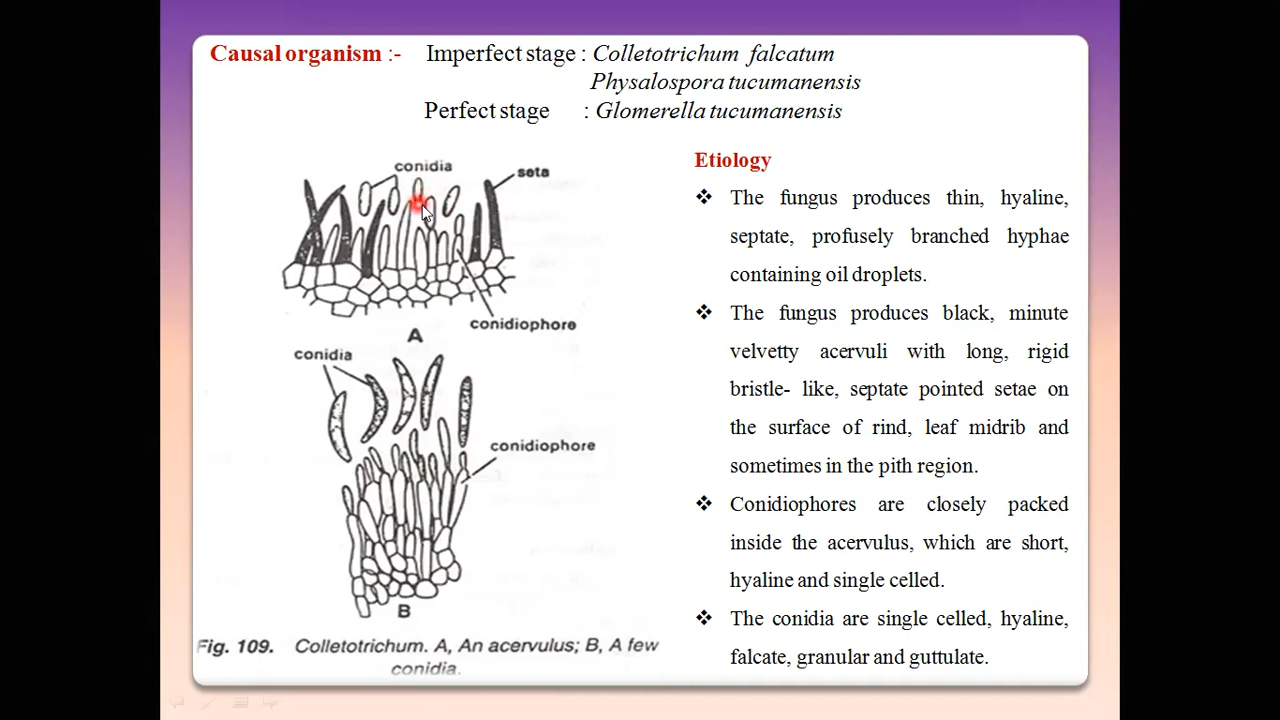 Causal organism :- Imperfect stage : Colletotrichum falcatum
Physalospora tucumanensis
Perfect stage : Glomerella tucumanensis
conidia
seta
conidiophore
A
conidia
conidiophore
B
Fig. 109. Colletotrichum. A, An acervulus; B, A few
conidia.
Etiology
❖ The fungus produces thin, hyaline,
septate, profusely branched hyphae
containing oil droplets.
❖ The fungus produces black, minute
velvetty acervuli with long, rigid
bristle- like, septate pointed setae on
the surface of rind, leaf midrib and
sometimes in the pith region.
❖ Conidiophores are closely packed
inside the acervulus, which are short,
hyaline and single celled.
❖ The conidia are single celled, hyaline,
falcate, granular and guttulate.